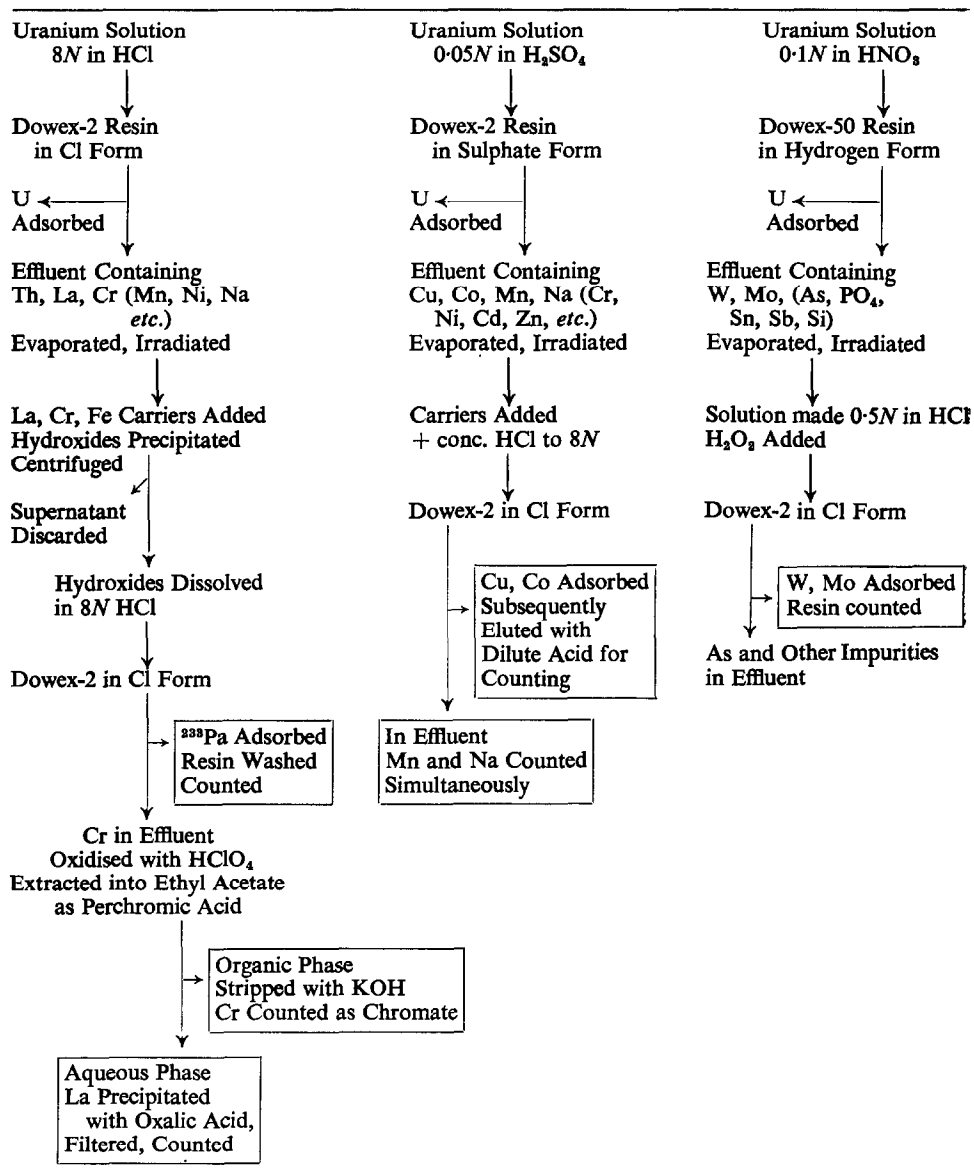 Uranium Solution
8N in HCl
Dowex-2 Resin
in Cl Form
U
Adsorbed
Effluent Containing
Th, La, Cr (Mn, Ni, Na
etc.)
Evaporated, Irradiated
La, Cr, Fe Carriers Added
Hydroxides Precipitated
Centrifuged
Supernatant
Discarded
Hydroxides Dissolved
in 8N HCl
Dowex-2 in Cl Form
²³³Pa Adsorbed
Resin Washed
Counted
Cr in Effluent
Oxidised with HClO₄
Extracted into Ethyl Acetate
as Perchromic Acid
Organic Phase
Stripped with KOH
Cr Counted as Chromate
Aqueous Phase
La Precipitated
with Oxalic Acid,
Filtered, Counted
Uranium Solution
0·05N in H₂SO₄
Dowex-2 Resin
in Sulphate Form
U
Adsorbed
Effluent Containing
Cu, Co, Mn, Na (Cr,
Ni, Cd, Zn, etc.)
Evaporated, Irradiated
Carriers Added
+ conc. HCl to 8N
Dowex-2 in Cl Form
Cu, Co Adsorbed
Subsequently
Eluted with
Dilute Acid for
Counting
In Effluent
Mn and Na Counted
Simultaneously
Uranium Solution
0·1N in HNO₃
Dowex-50 Resin
in Hydrogen Form
U
Adsorbed
Effluent Containing
W, Mo, (As, PO₄,
Sn, Sb, Si)
Evaporated, Irradiated
Solution made 0·5N in HCl
H₂O₂ Added
Dowex-2 in Cl Form
W, Mo Adsorbed
Resin counted
As and Other Impurities
in Effluent